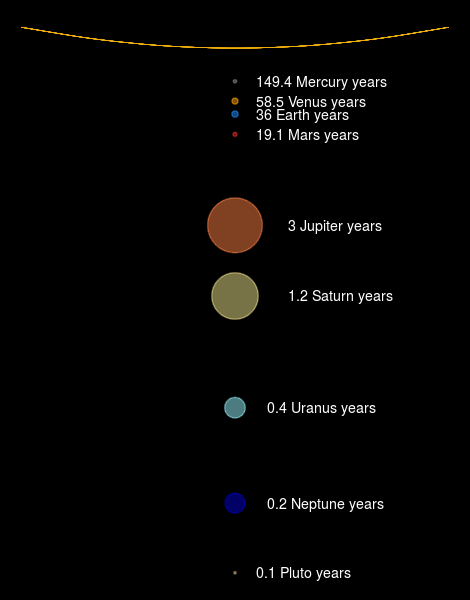 149.4 Mercury years
58.5 Venus years
36 Earth years
19.1 Mars years
3 Jupiter years
1.2 Saturn years
0.4 Uranus years
0.2 Neptune years
0.1 Pluto years